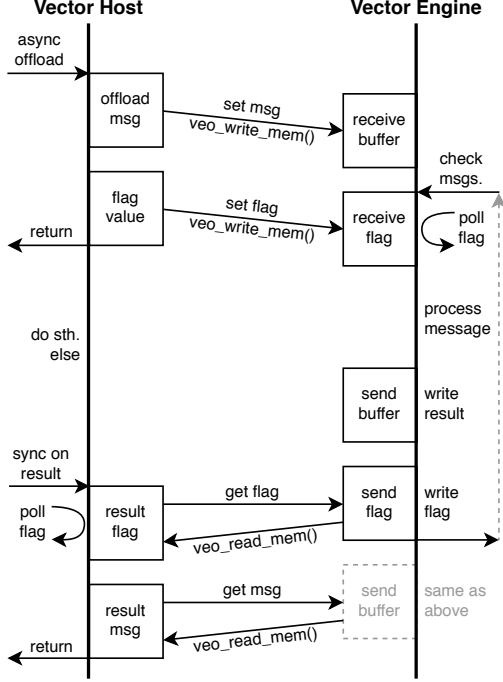 Vector Host
Vector Engine
async
offload
offload
msg
set msg
veo_write_mem()
receive
buffer
check
msgs.
flag
value
set flag
veo_write_mem()
receive
flag
poll
flag
return
process
message
do sth.
else
send
buffer
write
result
sync on
result
poll
flag
result
flag
get flag
veo_read_mem()
send
flag
write
flag
result
msg
get msg
veo_read_mem()
send
buffer
same as
above
return